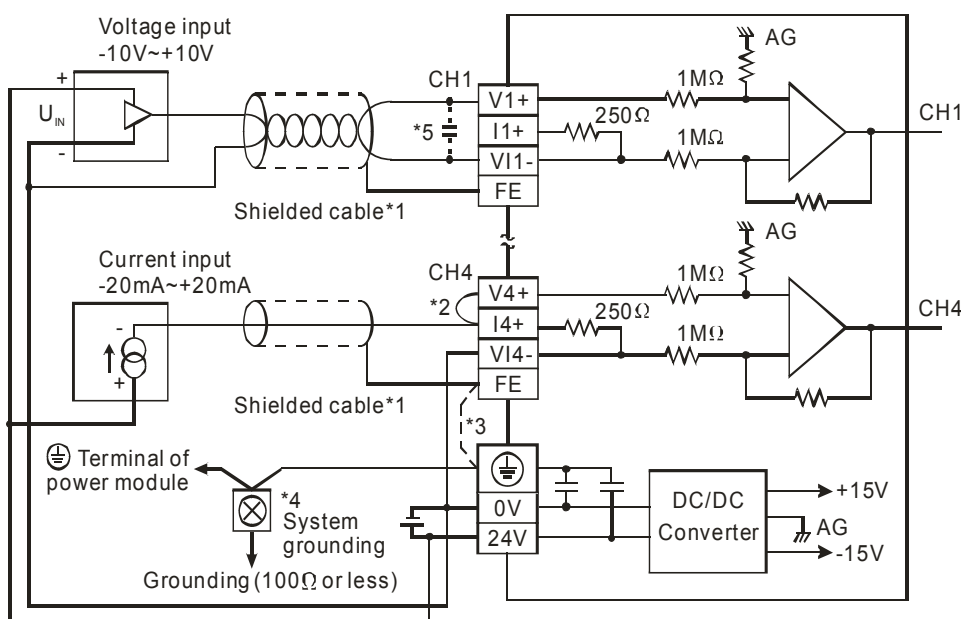 Voltage input
-10V~+10V
+
U_IN
-
CH1
*5
V1+
I1+
VI1-
FE
250Ω
1MΩ
1MΩ
AG
CH1
Shielded cable*1
Current input
-20mA~+20mA
-
+
CH4
*2
V4+
I4+
VI4-
FE
250Ω
1MΩ
1MΩ
AG
CH4
Shielded cable*1
*3
Terminal of
power module
*4
System
grounding
Grounding (100Ω or less)
0V
24V
DC/DC
Converter
+15V
AG
-15V